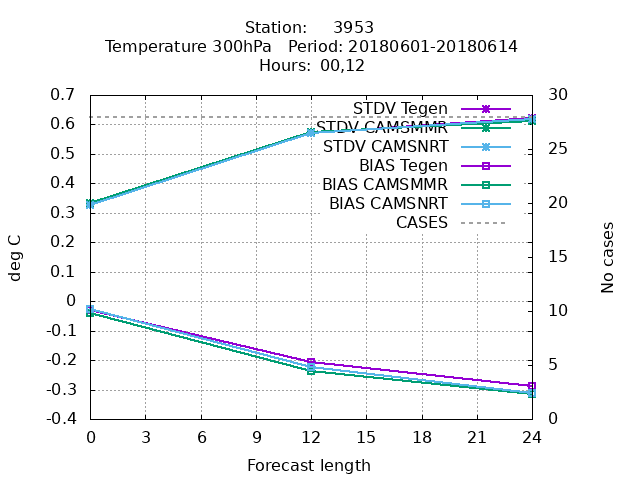 Station: 3953
Temperature 300hPa Period: 20180601-20180614
Hours: 00,12
0.7
0.6
0.5
0.4
0.3
0.2
0.1
0
-0.1
-0.2
-0.3
-0.4
deg C
STDV Tegen
STDV CAMSMMR
STDV CAMSNRT
BIAS Tegen
BIAS CAMSMMR
BIAS CAMSNRT
CASES
30
25
20
15
10
5
0
No cases
0 3 6 9 12 15 18 21 24
Forecast length